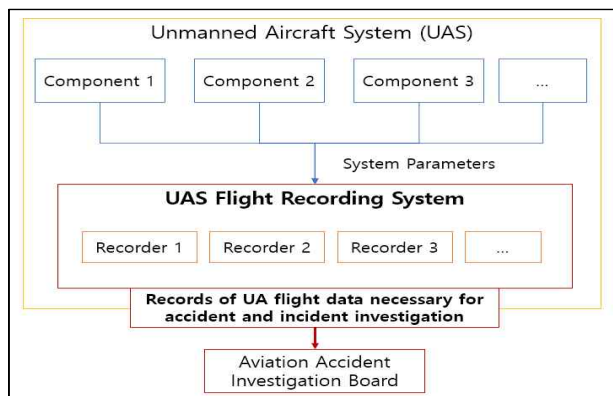 Unmanned Aircraft System (UAS)
Component 1
Component 2
Component 3
...
System Parameters
UAS Flight Recording System
Recorder 1
Recorder 2
Recorder 3
...
Records of UA flight data necessary for
accident and incident investigation
Aviation Accident
Investigation Board